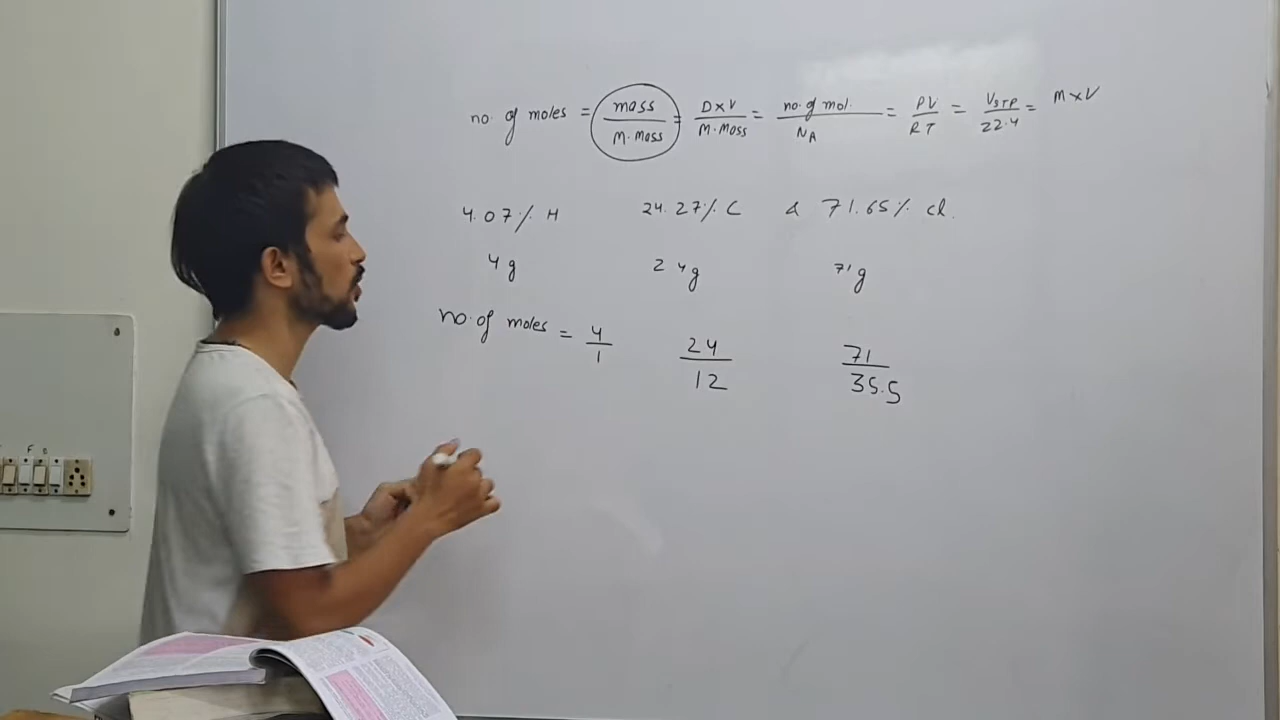 no. of moles = mass / M. Mass = D×V / M. Mass = no. of mol. / NA = PV / RT = VSTP / 22.4 = M×V
4.07% H 24.27% C & 71.65% Cl.
4g 24g 71g
no. of moles = 4/1 24/12 71/35.5